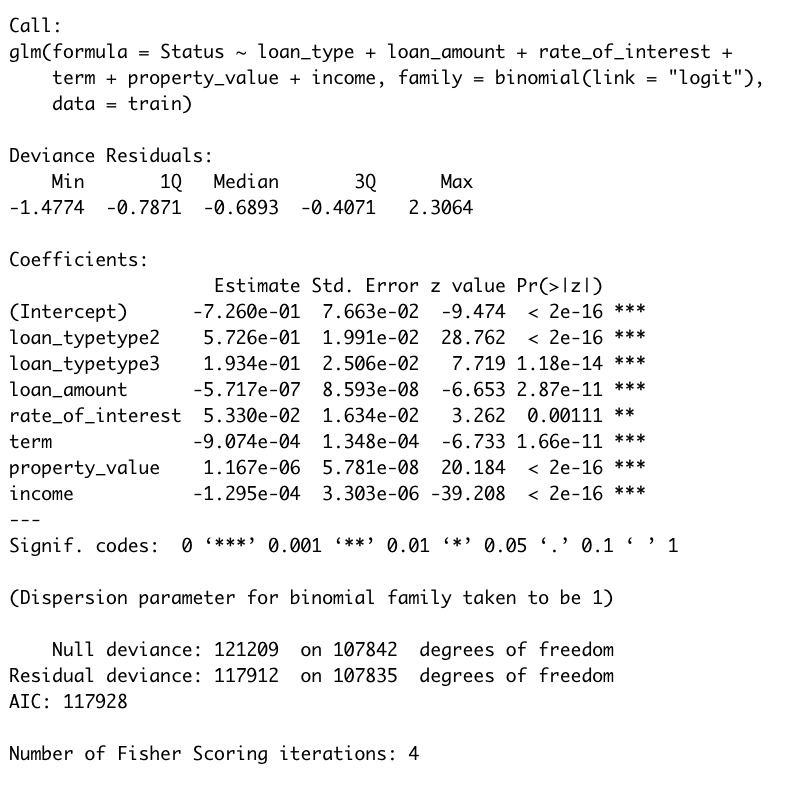 Call:
glm(formula = Status ~ loan_type + loan_amount + rate_of_interest +
    term + property_value + income, family = binomial(link = "logit"),
    data = train)

Deviance Residuals:
    Min       1Q   Median       3Q      Max
-1.4774  -0.7871  -0.6893  -0.4071   2.3064

Coefficients:
                   Estimate Std. Error z value Pr(>|z|)
(Intercept)      -7.260e-01  7.663e-02  -9.474  < 2e-16 ***
loan_typetype2    5.726e-01  1.991e-02  28.762  < 2e-16 ***
loan_typetype3    1.934e-01  2.506e-02   7.719 1.18e-14 ***
loan_amount      -5.717e-07  8.593e-08  -6.653 2.87e-11 ***
rate_of_interest  5.330e-02  1.634e-02   3.262  0.00111 **
term             -9.074e-04  1.348e-04  -6.733 1.66e-11 ***
property_value    1.167e-06  5.781e-08  20.184  < 2e-16 ***
income           -1.295e-04  3.303e-06 -39.208  < 2e-16 ***
---
Signif. codes:  0 ‘***’ 0.001 ‘**’ 0.01 ‘*’ 0.05 ‘.’ 0.1 ‘ ’ 1

(Dispersion parameter for binomial family taken to be 1)

    Null deviance: 121209  on 107842  degrees of freedom
Residual deviance: 117912  on 107835  degrees of freedom
AIC: 117928

Number of Fisher Scoring iterations: 4